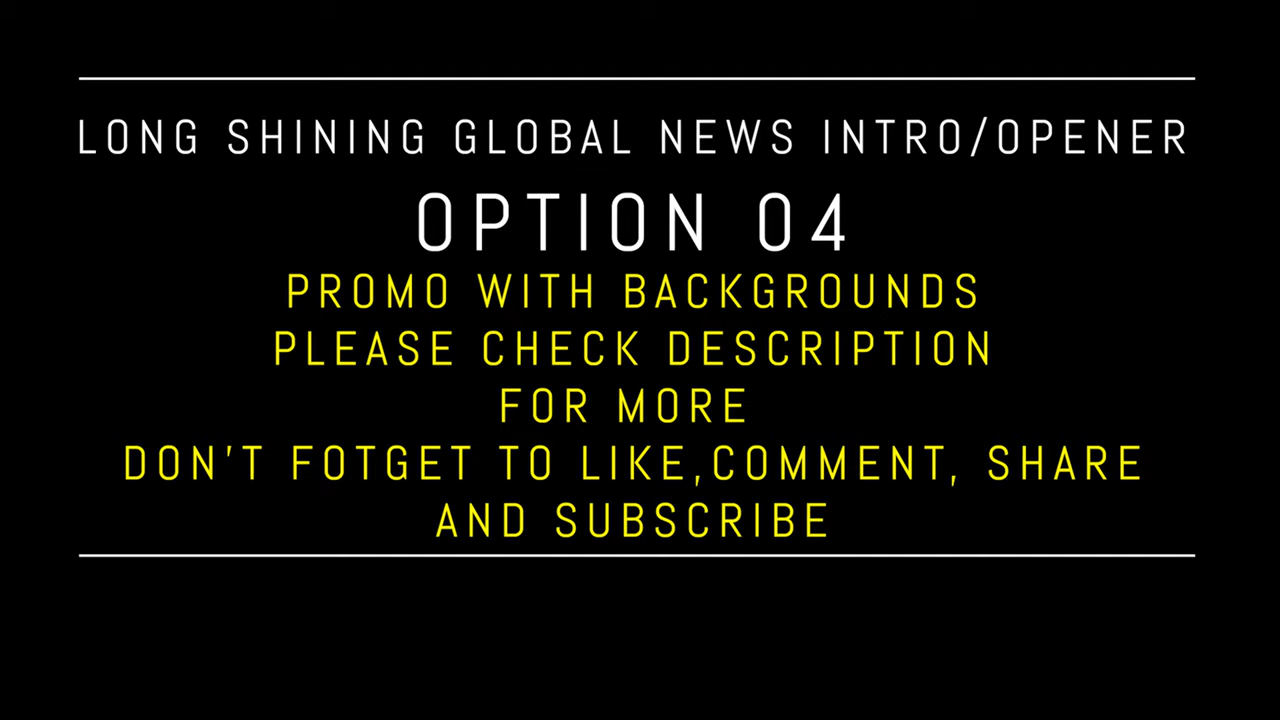 LONG SHINING GLOBAL NEWS INTRO/OPENER
OPTION 04
PROMO WITH BACKGROUNDS
PLEASE CHECK DESCRIPTION
FOR MORE
DON'T FOTGET TO LIKE,COMMENT, SHARE
AND SUBSCRIBE